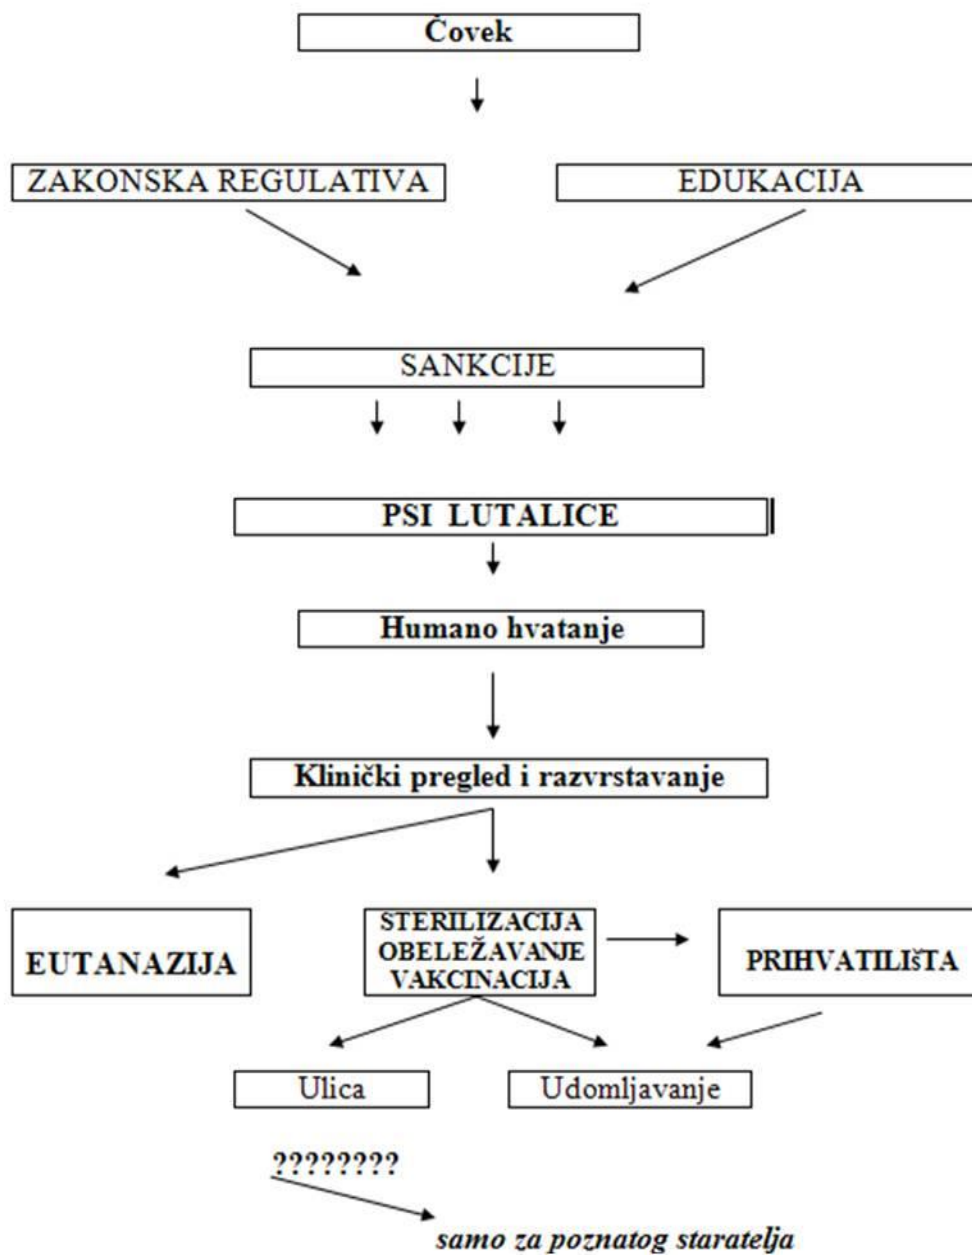 Čovek
ZAKONSKA REGULATIVA
EDUKACIJA
SANKCIJE
PSI LUTALICE
Humano hvatanje
Klinički pregled i razvrstavanje
EUTANAZIJA
STERILIZACIJA
OBELEŽAVANJE
VAKCINACIJA
PRIHVATILIšTA
Ulica
Udomljavanje
????????
samo za poznatog staratelja